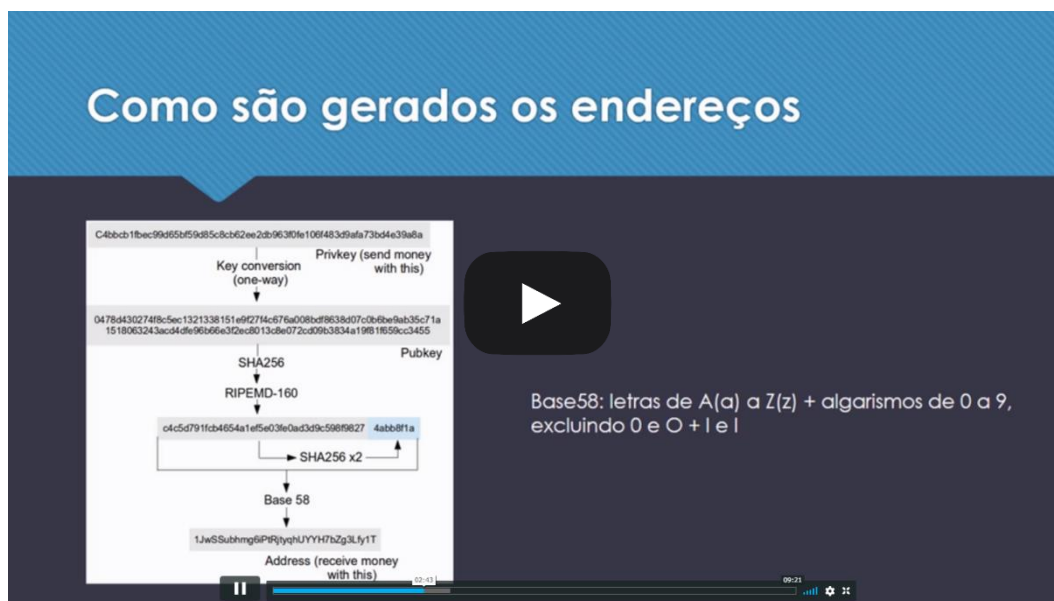 Como são gerados os endereços
C4bbcb1fbec99d65bf59d85c8cb62ee2db963f0fe106f483d9afa73bd4e39a8a
Privkey (send money
with this)
Key conversion
(one-way)
0478d430274f8c5ec1321338151e9f27f4c676a008bdf8638d07c0b6be9ab35c71a
1518063243acd4dfe96b66e3f2ec8013c8e072cd09b3834a19f81f659cc3455
Pubkey
SHA256
RIPEMD-160
c4c5d791fcb4654a1ef5e03fe0ad3d9c598f9827 4abb8f1a
SHA256 x2
Base 58
1JwSSubhmg6iPtRjtyqhUYYH7bZg3Lfy1T
Address (receive money
with this)
Base58: letras de A(a) a Z(z) + algarismos de 0 a 9,
excluindo 0 e O + l e I
02:43
09:21